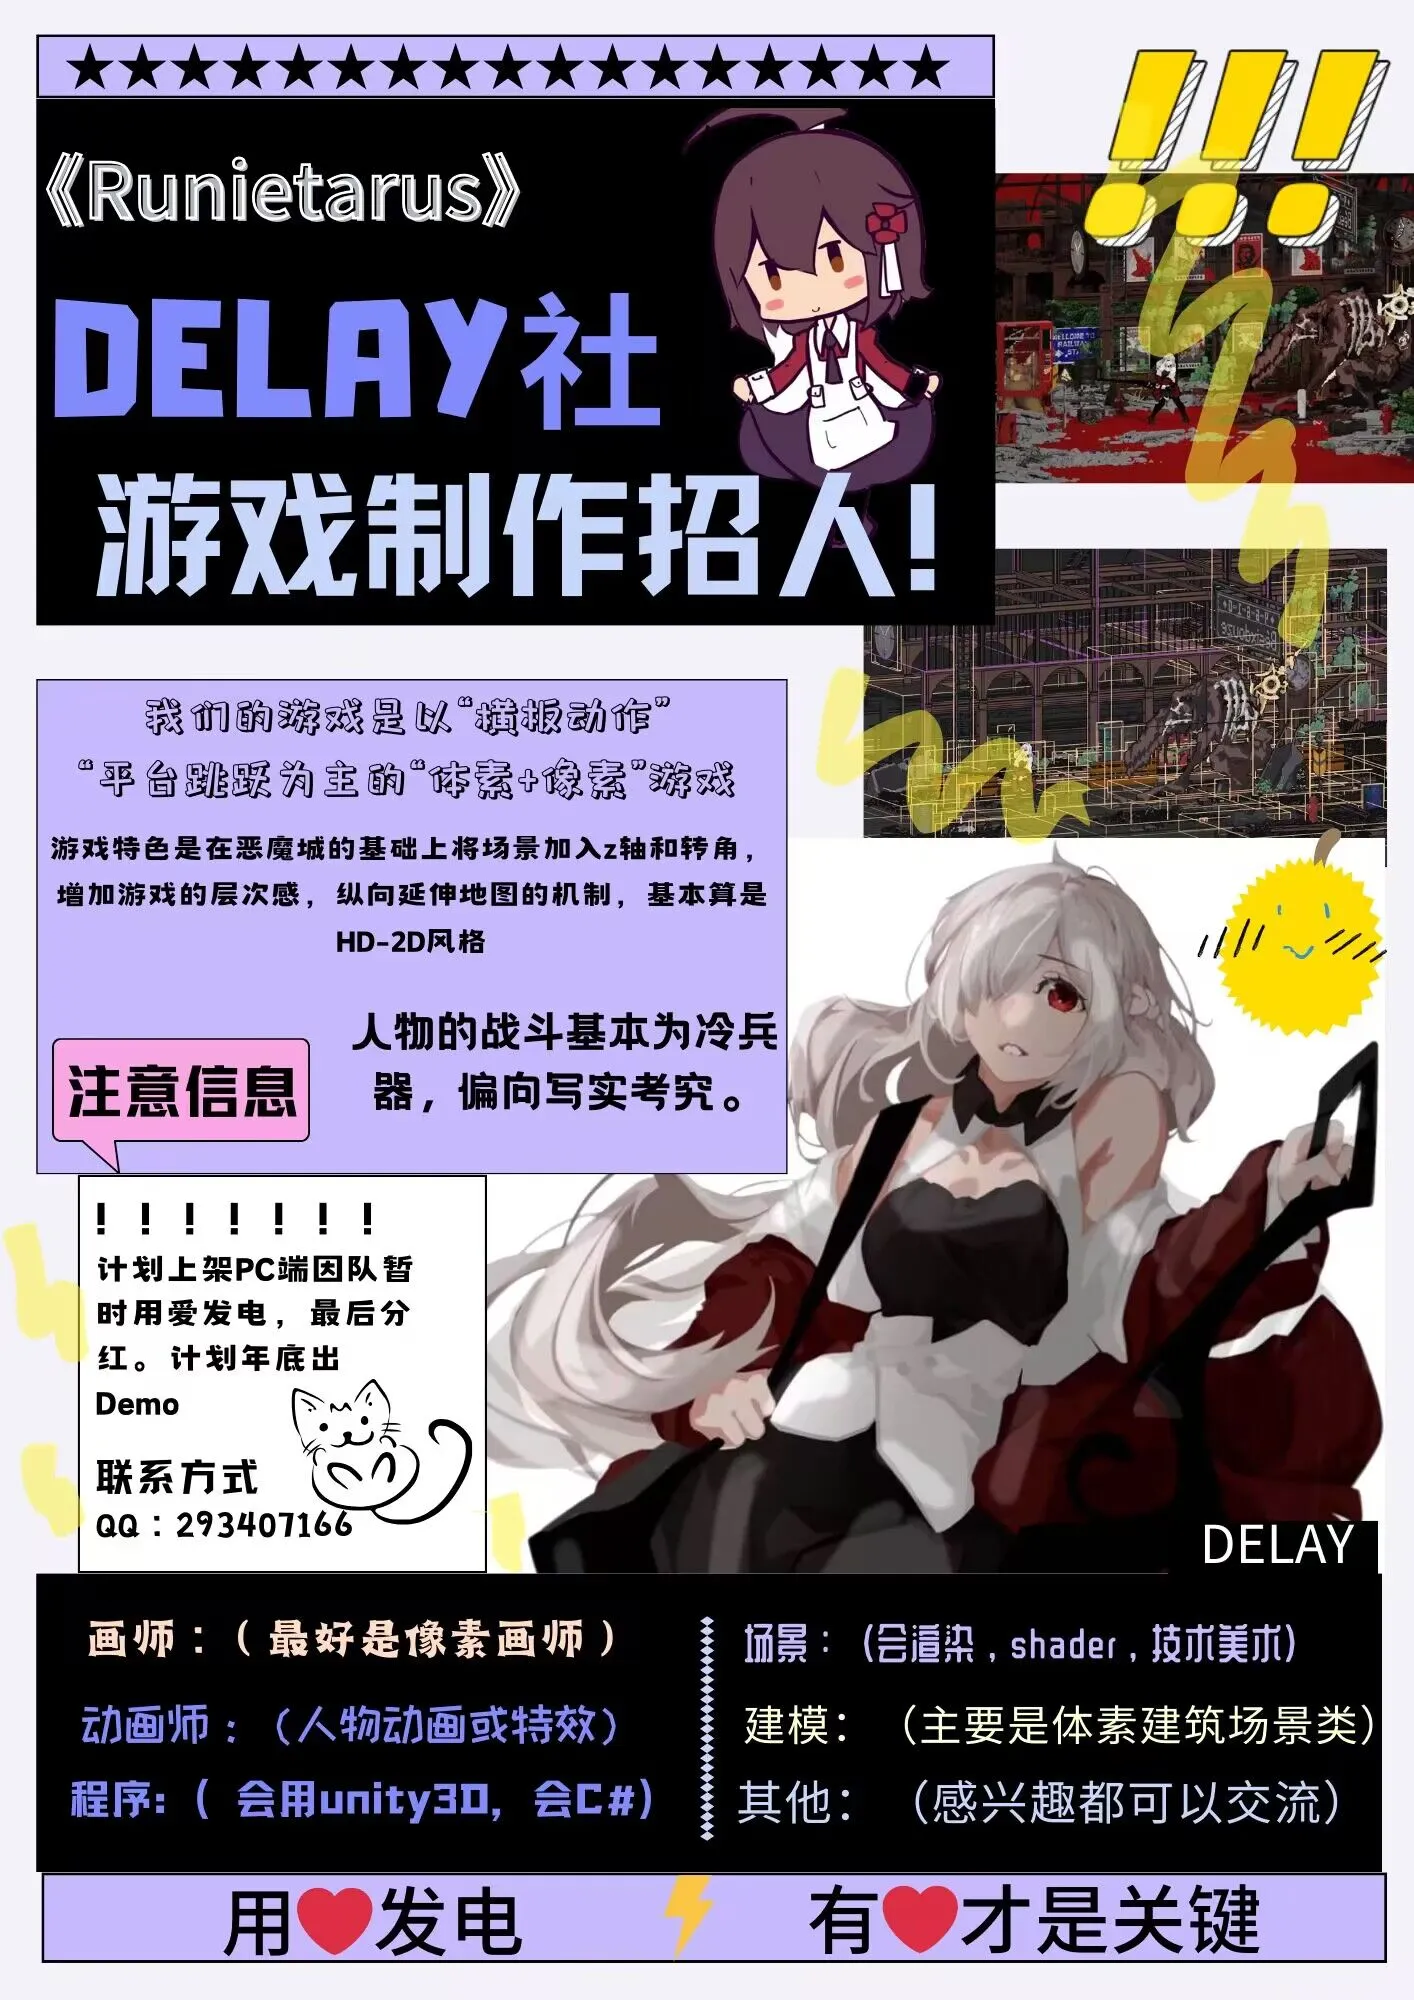 ★★★★★★★★★★★★★★★★★
!!!
《Runietarus》
DELAY社
游戏制作招人!
WELLCOME TO
RAILWAY
我们的游戏是以“横板动作”
“平台跳跃为主的“体素+像素”游戏
游戏特色是在恶魔城的基础上将场景加入z轴和转角，
增加游戏的层次感，纵向延伸地图的机制，基本算是
HD-2D风格
人物的战斗基本为冷兵
器，偏向写实考究。
注意信息
！！！！！！！
计划上架PC端因队暂
时用爱发电，最后分
红。计划年底出
Demo
联系方式
QQ：293407166
DELAY
画师：（最好是像素画师）
动画师：（人物动画或特效）
程序:（ 会用unity3D，会C#）
场景：（会渲染，shader，技术美术）
建模：（主要是体素建筑场景类）
其他：（感兴趣都可以交流）
用❤发电⚡有❤才是关键